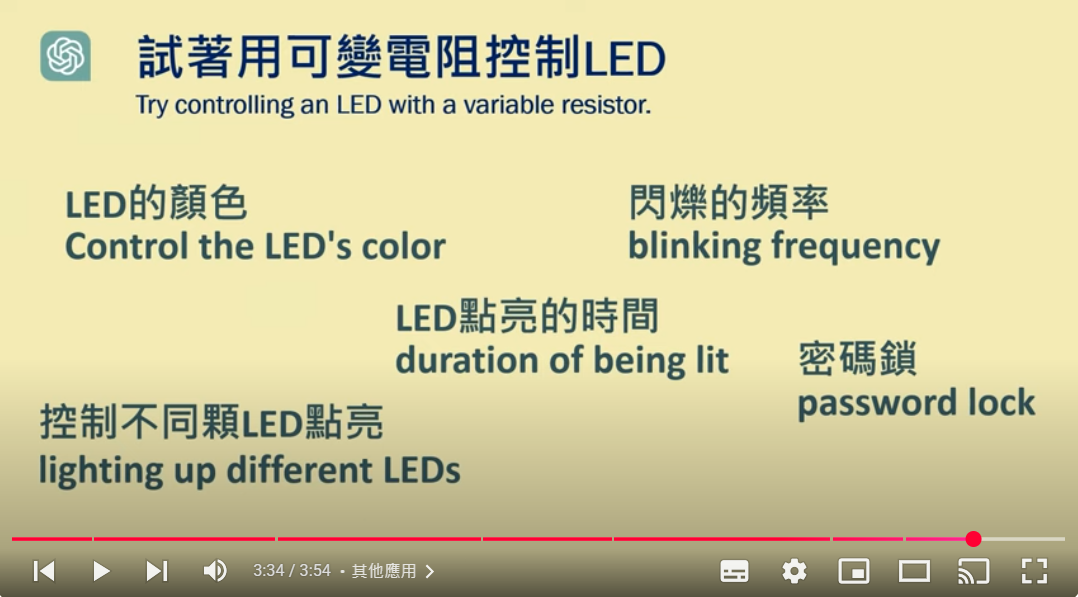 試著用可變電阻控制LED
Try controlling an LED with a variable resistor.
LED的顏色
Control the LED's color
閃爍的頻率
blinking frequency
LED點亮的時間
duration of being lit
密碼鎖
password lock
控制不同顆LED點亮
lighting up different LEDs
3:34 / 3:54 • 其他應用